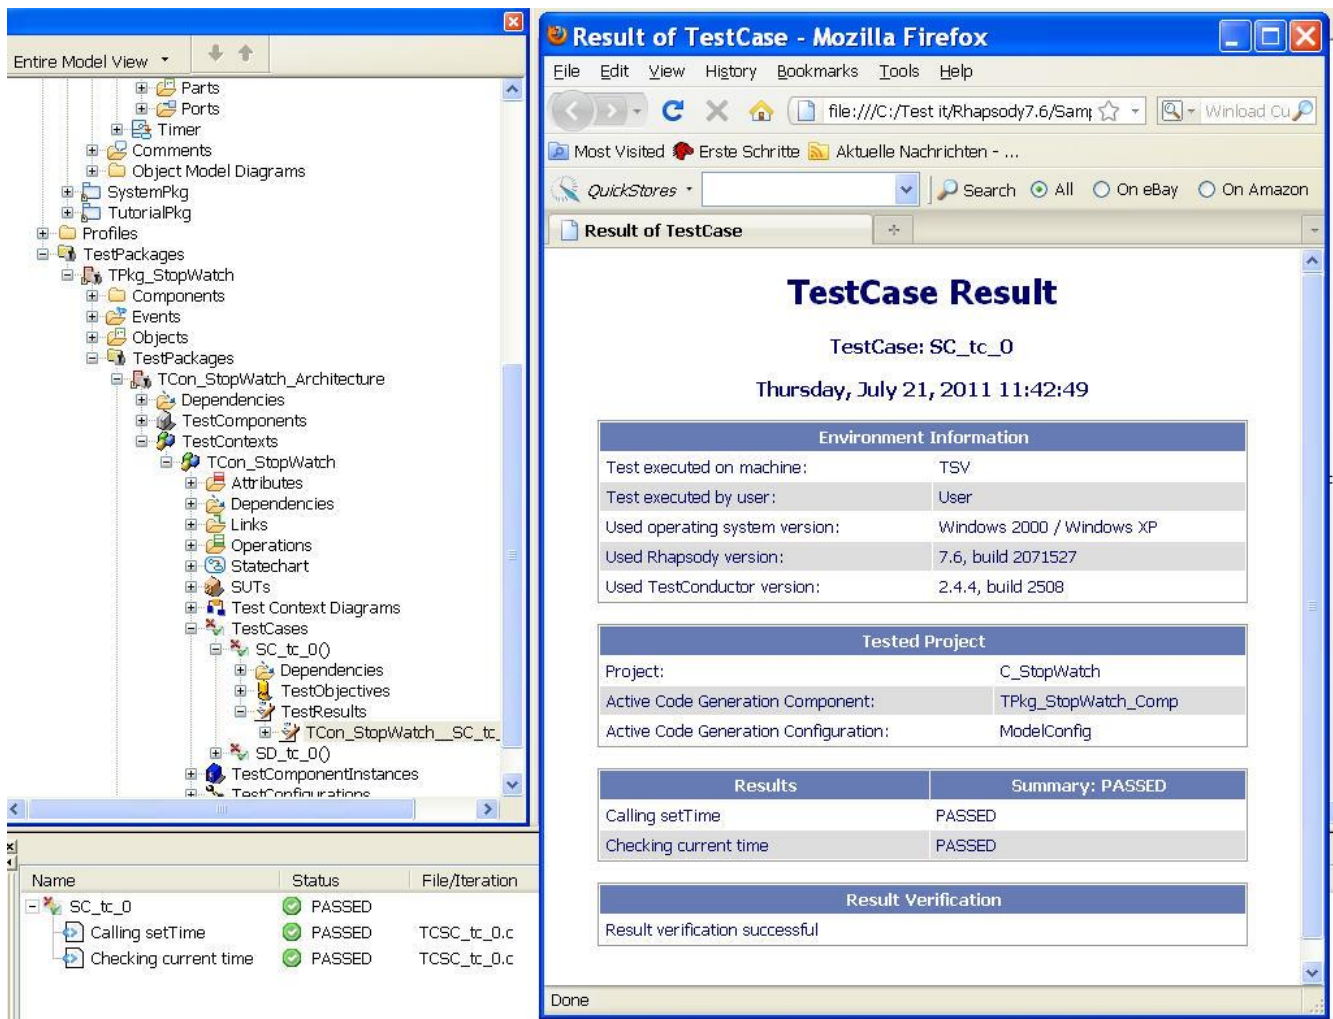 Entire Model View
Parts
Ports
Timer
Comments
Object Model Diagrams
SystemPkg
TutorialPkg
Profiles
TestPackages
TPkg_StopWatch
Components
Events
Objects
TestPackages
TCon_StopWatch_Architecture
Dependencies
TestComponents
TestContexts
TCon_StopWatch
Attributes
Dependencies
Links
Operations
Statechart
SUTs
Test Context Diagrams
TestCases
SC_tc_0()
Dependencies
TestObjectives
TestResults
TCon_StopWatch__SC_tc_
SD_tc_0()
TestComponentInstances
TestConfigurations
Name Status File/Iteration
SC_tc_0 PASSED
Calling setTime PASSED TCSC_tc_0.c
Checking current time PASSED TCSC_tc_0.c
Result of TestCase - Mozilla Firefox
File Edit View History Bookmarks Tools Help
file:///C:/Test it/Rhapsody7.6/Samp Winload Cu
Most Visited Erste Schritte Aktuelle Nachrichten - ...
QuickStores Search All On eBay On Amazon
Result of TestCase
TestCase Result
TestCase: SC_tc_0
Thursday, July 21, 2011 11:42:49
Environment Information
Test executed on machine: TSV
Test executed by user: User
Used operating system version: Windows 2000 / Windows XP
Used Rhapsody version: 7.6, build 2071527
Used TestConductor version: 2.4.4, build 2508
Tested Project
Project: C_StopWatch
Active Code Generation Component: TPkg_StopWatch_Comp
Active Code Generation Configuration: ModelConfig
Results Summary: PASSED
Calling setTime PASSED
Checking current time PASSED
Result Verification
Result verification successful
Done